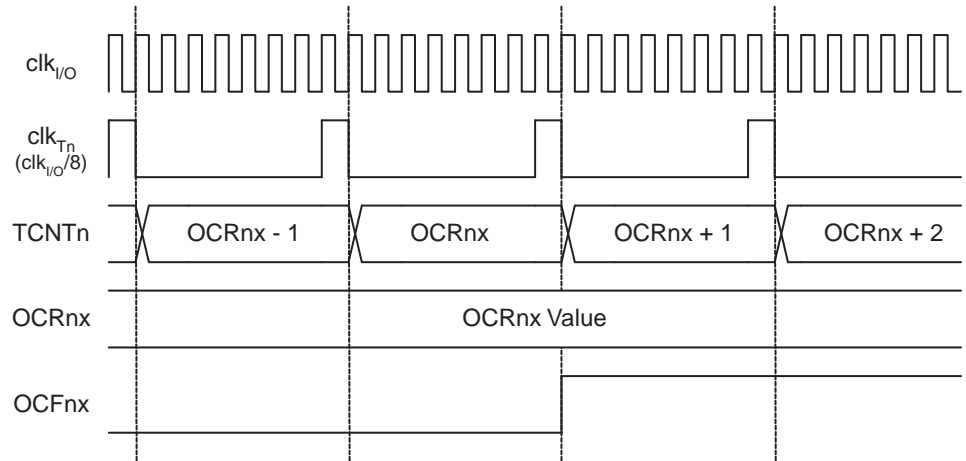 clkI/O
clkTn
(clkI/O/8)
TCNTn
OCRnx - 1
OCRnx
OCRnx + 1
OCRnx + 2
OCRnx
OCRnx Value
OCFnx